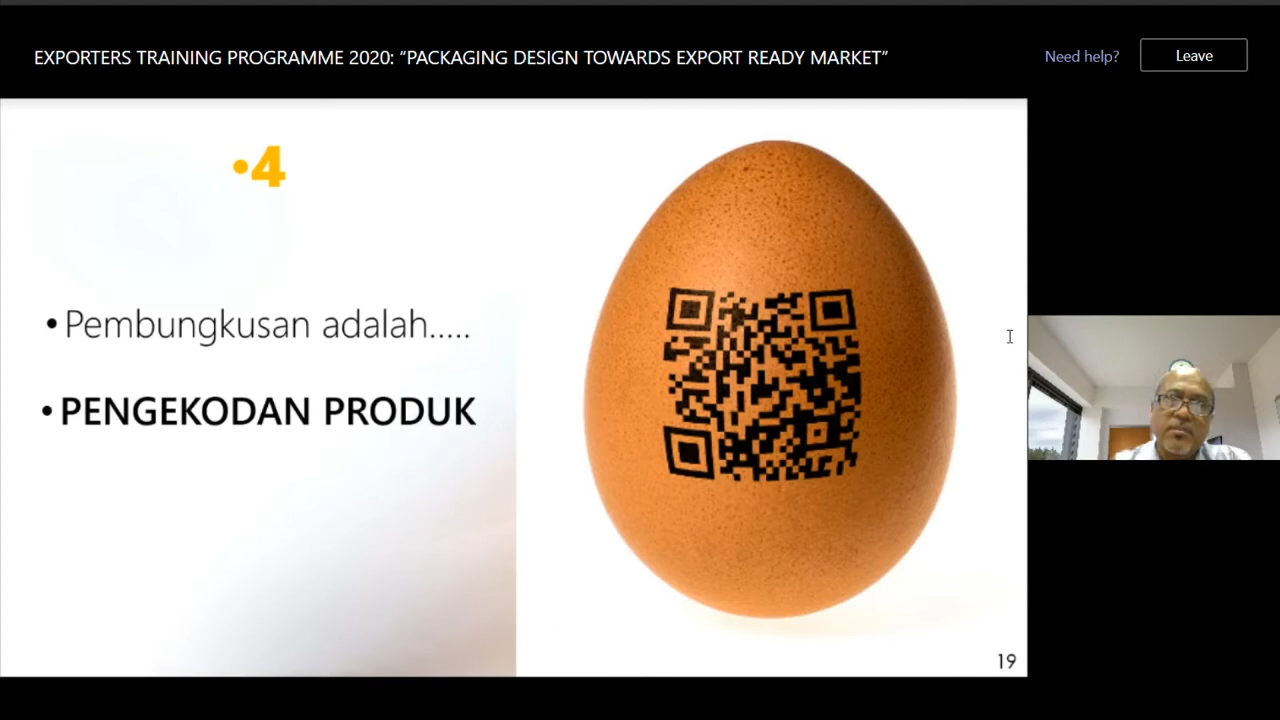 EXPORTERS TRAINING PROGRAMME 2020: “PACKAGING DESIGN TOWARDS EXPORT READY MARKET”
Need help?
Leave
•4
• Pembungkusan adalah.....
• PENGEKODAN PRODUK
19